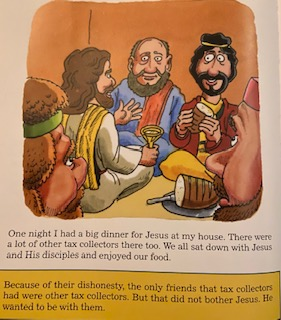 One night I had a big dinner for Jesus at my house. There were
a lot of other tax collectors there too. We all sat down with Jesus
and His disciples and enjoyed our food.
Because of their dishonesty, the only friends that tax collectors
had were other tax collectors. But that did not bother Jesus. He
wanted to be with them.